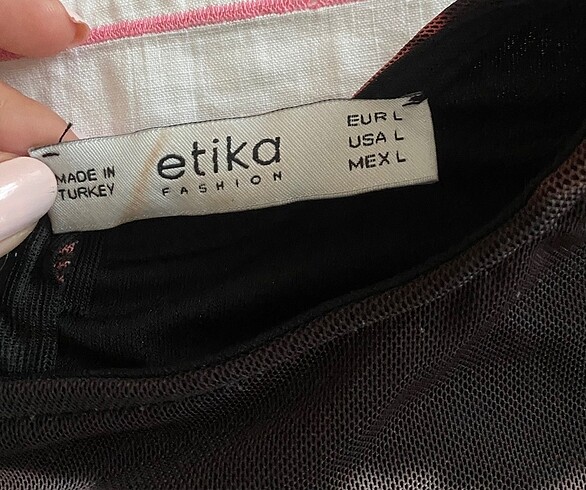 MADE IN
TURKEY
etika
FASHION
EUR L
USA L
MEX L